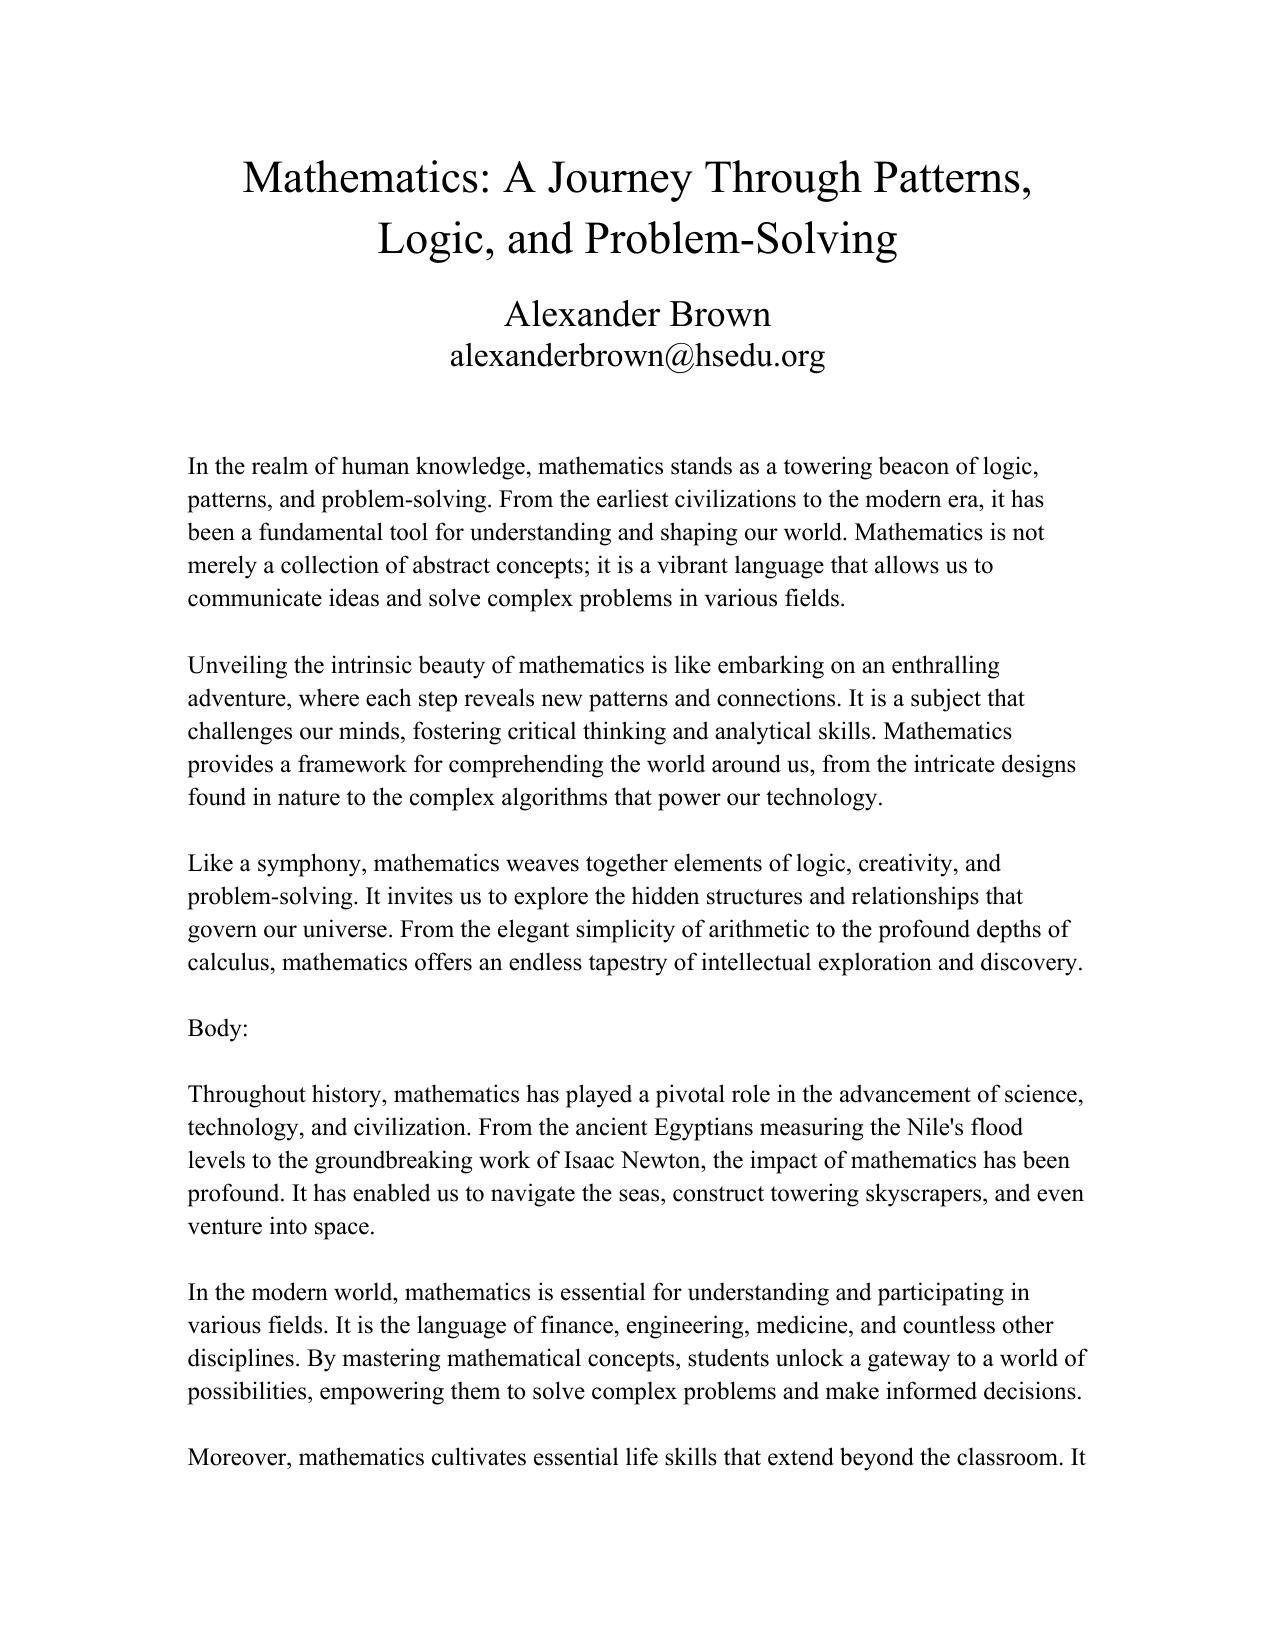 Mathematics: A Journey Through Patterns,
Logic, and Problem-Solving
Alexander Brown
alexanderbrown@hsedu.org
In the realm of human knowledge, mathematics stands as a towering beacon of logic,
patterns, and problem-solving. From the earliest civilizations to the modern era, it has
been a fundamental tool for understanding and shaping our world. Mathematics is not
merely a collection of abstract concepts; it is a vibrant language that allows us to
communicate ideas and solve complex problems in various fields.
Unveiling the intrinsic beauty of mathematics is like embarking on an enthralling
adventure, where each step reveals new patterns and connections. It is a subject that
challenges our minds, fostering critical thinking and analytical skills. Mathematics
provides a framework for comprehending the world around us, from the intricate designs
found in nature to the complex algorithms that power our technology.
Like a symphony, mathematics weaves together elements of logic, creativity, and
problem-solving. It invites us to explore the hidden structures and relationships that
govern our universe. From the elegant simplicity of arithmetic to the profound depths of
calculus, mathematics offers an endless tapestry of intellectual exploration and discovery.
Body:
Throughout history, mathematics has played a pivotal role in the advancement of science,
technology, and civilization. From the ancient Egyptians measuring the Nile's flood
levels to the groundbreaking work of Isaac Newton, the impact of mathematics has been
profound. It has enabled us to navigate the seas, construct towering skyscrapers, and even
venture into space.
In the modern world, mathematics is essential for understanding and participating in
various fields. It is the language of finance, engineering, medicine, and countless other
disciplines. By mastering mathematical concepts, students unlock a gateway to a world of
possibilities, empowering them to solve complex problems and make informed decisions.
Moreover, mathematics cultivates essential life skills that extend beyond the classroom. It